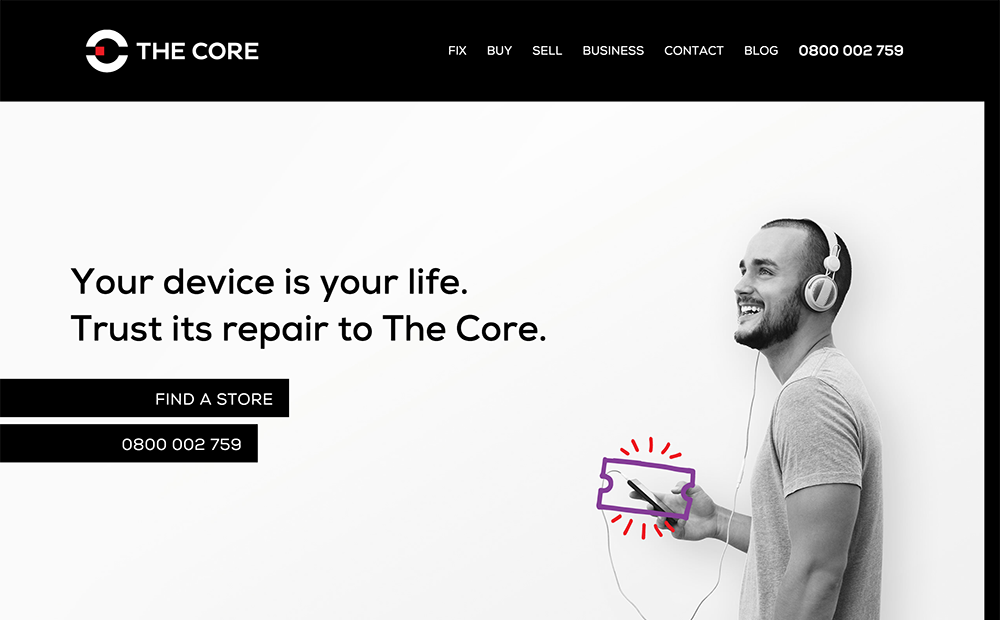 THE CORE
FIX BUY SELL BUSINESS CONTACT BLOG 0800 002 759
Your device is your life.
Trust its repair to The Core.
FIND A STORE
0800 002 759